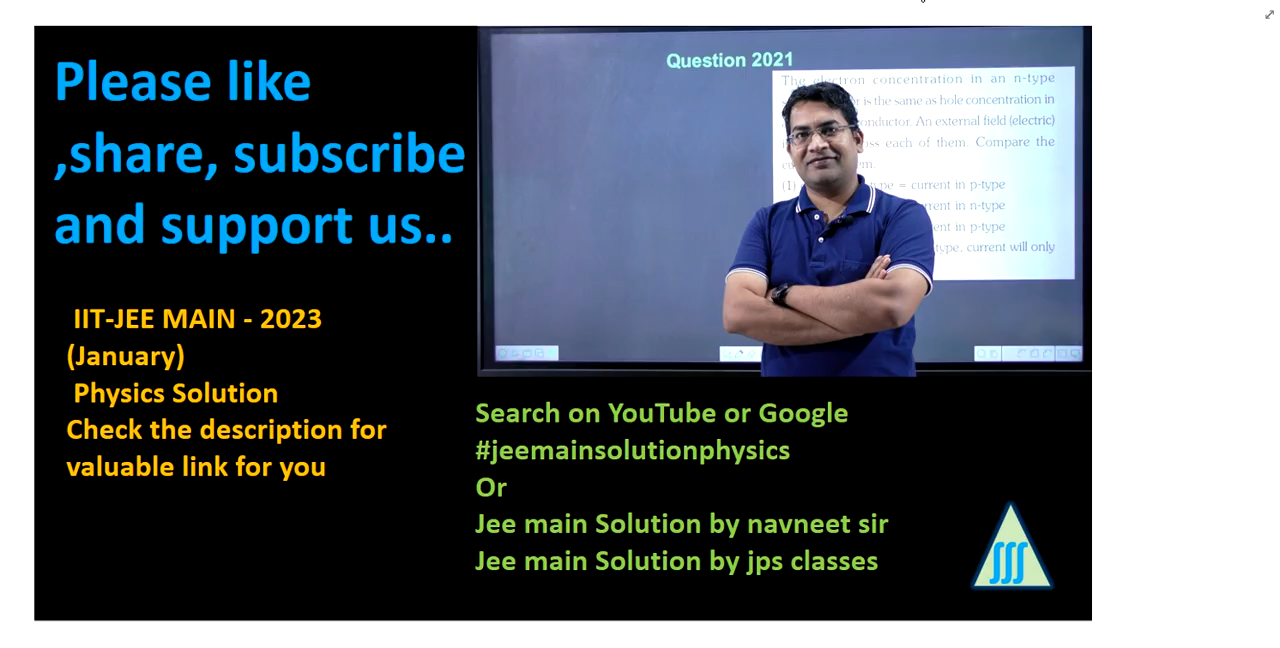 Please like
,share, subscribe
and support us..
IIT-JEE MAIN - 2023
(January)
Physics Solution
Check the description for
valuable link for you
Question 2021
The electron concentration in an n-type
is the same as hole concentration in
An external field (electric)
each of them. Compare the
(1) = current in p-type
current in n-type
in p-type
type, current will only
Search on YouTube or Google
#jeemainsolutionphysics
Or
Jee main Solution by navneet sir
Jee main Solution by jps classes